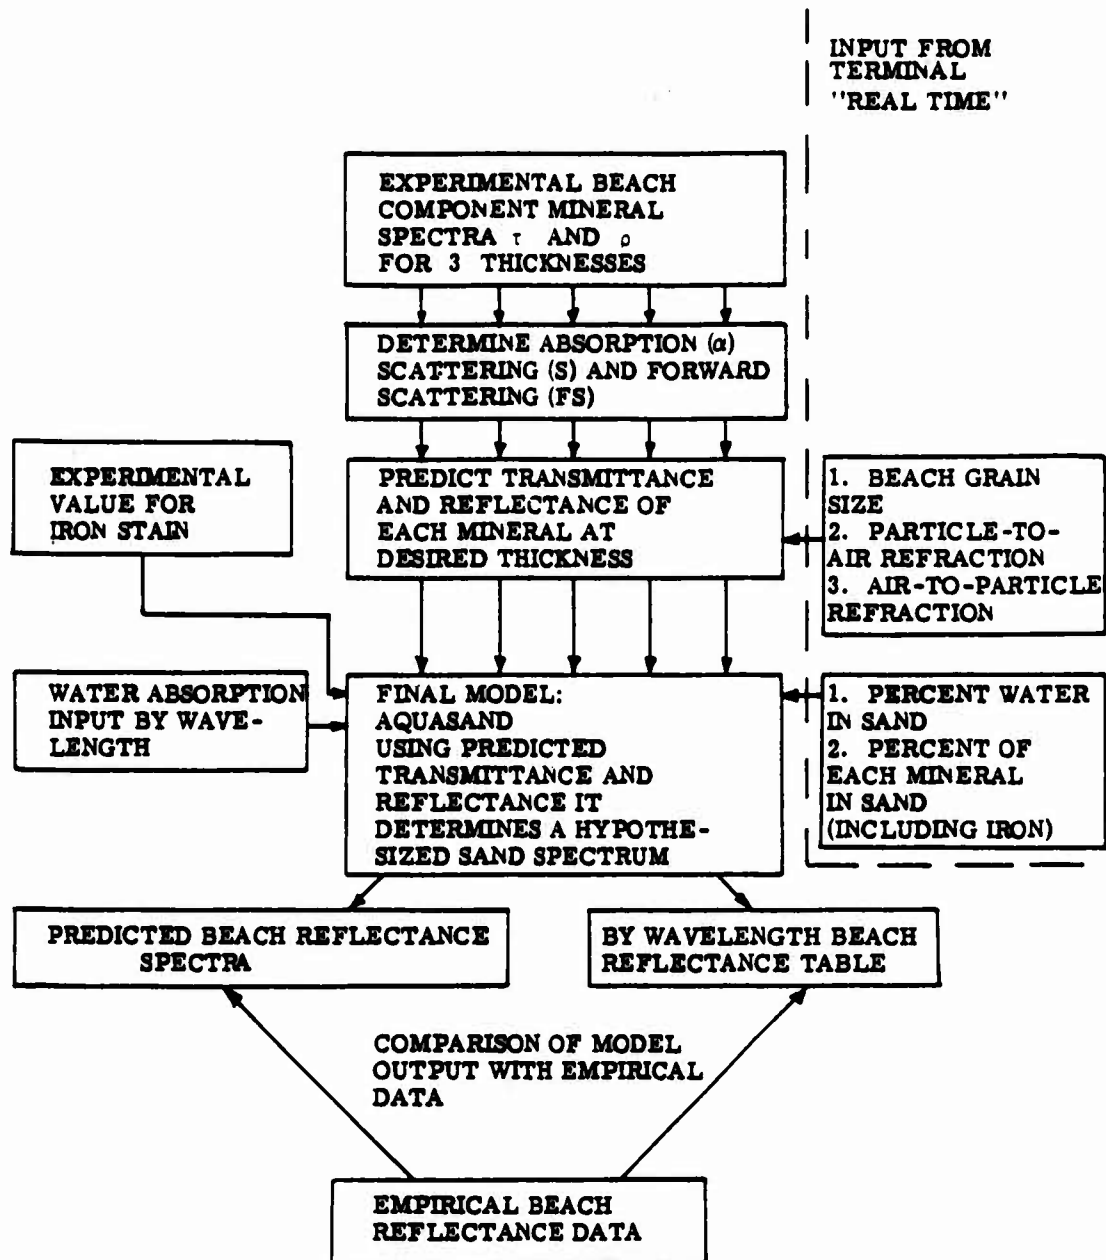 INPUT FROM
TERMINAL
"REAL TIME"
EXPERIMENTAL BEACH
COMPONENT MINERAL
SPECTRA τ AND ρ
FOR 3 THICKNESSES
DETERMINE ABSORPTION (α)
SCATTERING (S) AND FORWARD
SCATTERING (FS)
EXPERIMENTAL
VALUE FOR
IRON STAIN
PREDICT TRANSMITTANCE
AND REFLECTANCE OF
EACH MINERAL AT
DESIRED THICKNESS
1. BEACH GRAIN
SIZE
2. PARTICLE-TO-
AIR REFRACTION
3. AIR-TO-PARTICLE
REFRACTION
WATER ABSORPTION
INPUT BY WAVE-
LENGTH
FINAL MODEL:
AQUASAND
USING PREDICTED
TRANSMITTANCE AND
REFLECTANCE IT
DETERMINES A HYPOTHE-
SIZED SAND SPECTRUM
1. PERCENT WATER
IN SAND
2. PERCENT OF
EACH MINERAL
IN SAND
(INCLUDING IRON)
PREDICTED BEACH REFLECTANCE
SPECTRA
BY WAVELENGTH BEACH
REFLECTANCE TABLE
COMPARISON OF MODEL
OUTPUT WITH EMPIRICAL
DATA
EMPIRICAL BEACH
REFLECTANCE DATA